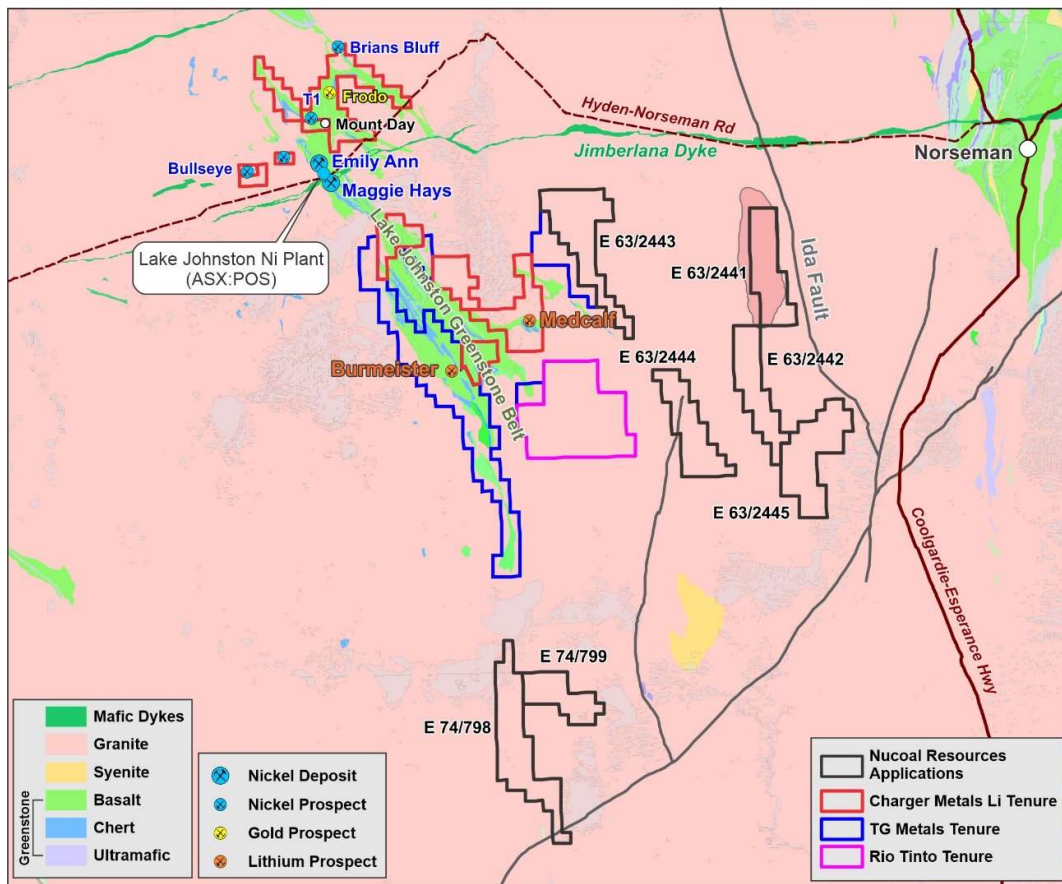 Brians Bluff
T1
Frodo
Mount Day
Hyden-Norseman Rd
Jimberlana Dyke
Norseman
Bullseye
Emily Ann
Maggie Hays
Lake Johnston Ni Plant
(ASX:POS)
Lake Johnston Greenstone Belt
E 63/2443
E 63/2441
Ida Fault
Medcalf
E 63/2444
E 63/2442
Burmeister
E 63/2445
Coolgardie-Esperance Hwy
E 74/799
E 74/798
Mafic Dykes
Granite
Syenite
Basalt
Chert
Ultramafic
Greenstone
Nickel Deposit
Nickel Prospect
Gold Prospect
Lithium Prospect
Nucoal Resources
Applications
Charger Metals Li Tenure
TG Metals Tenure
Rio Tinto Tenure